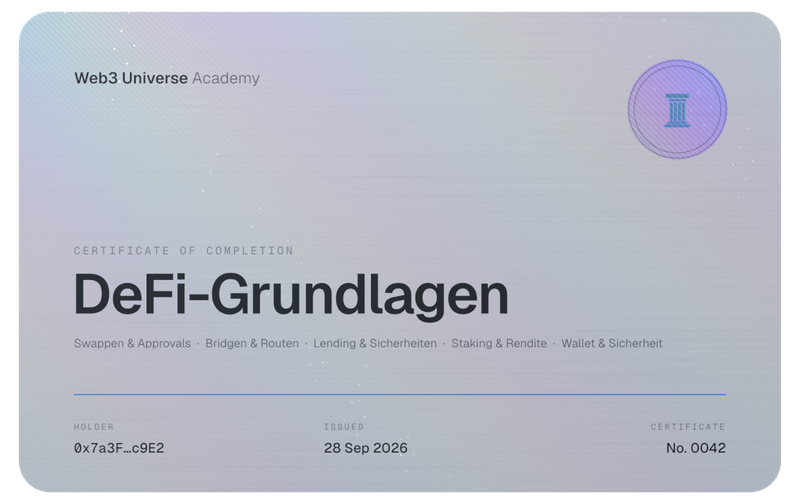 Web3 Universe Academy
CERTIFICATE OF COMPLETION
DeFi-Grundlagen
Swappen & Approvals · Bridgen & Routen · Lending & Sicherheiten · Staking & Rendite · Wallet & Sicherheit
HOLDER ISSUED CERTIFICATE
0x7a3F…c9E2 28 Sep 2026 No. 0042